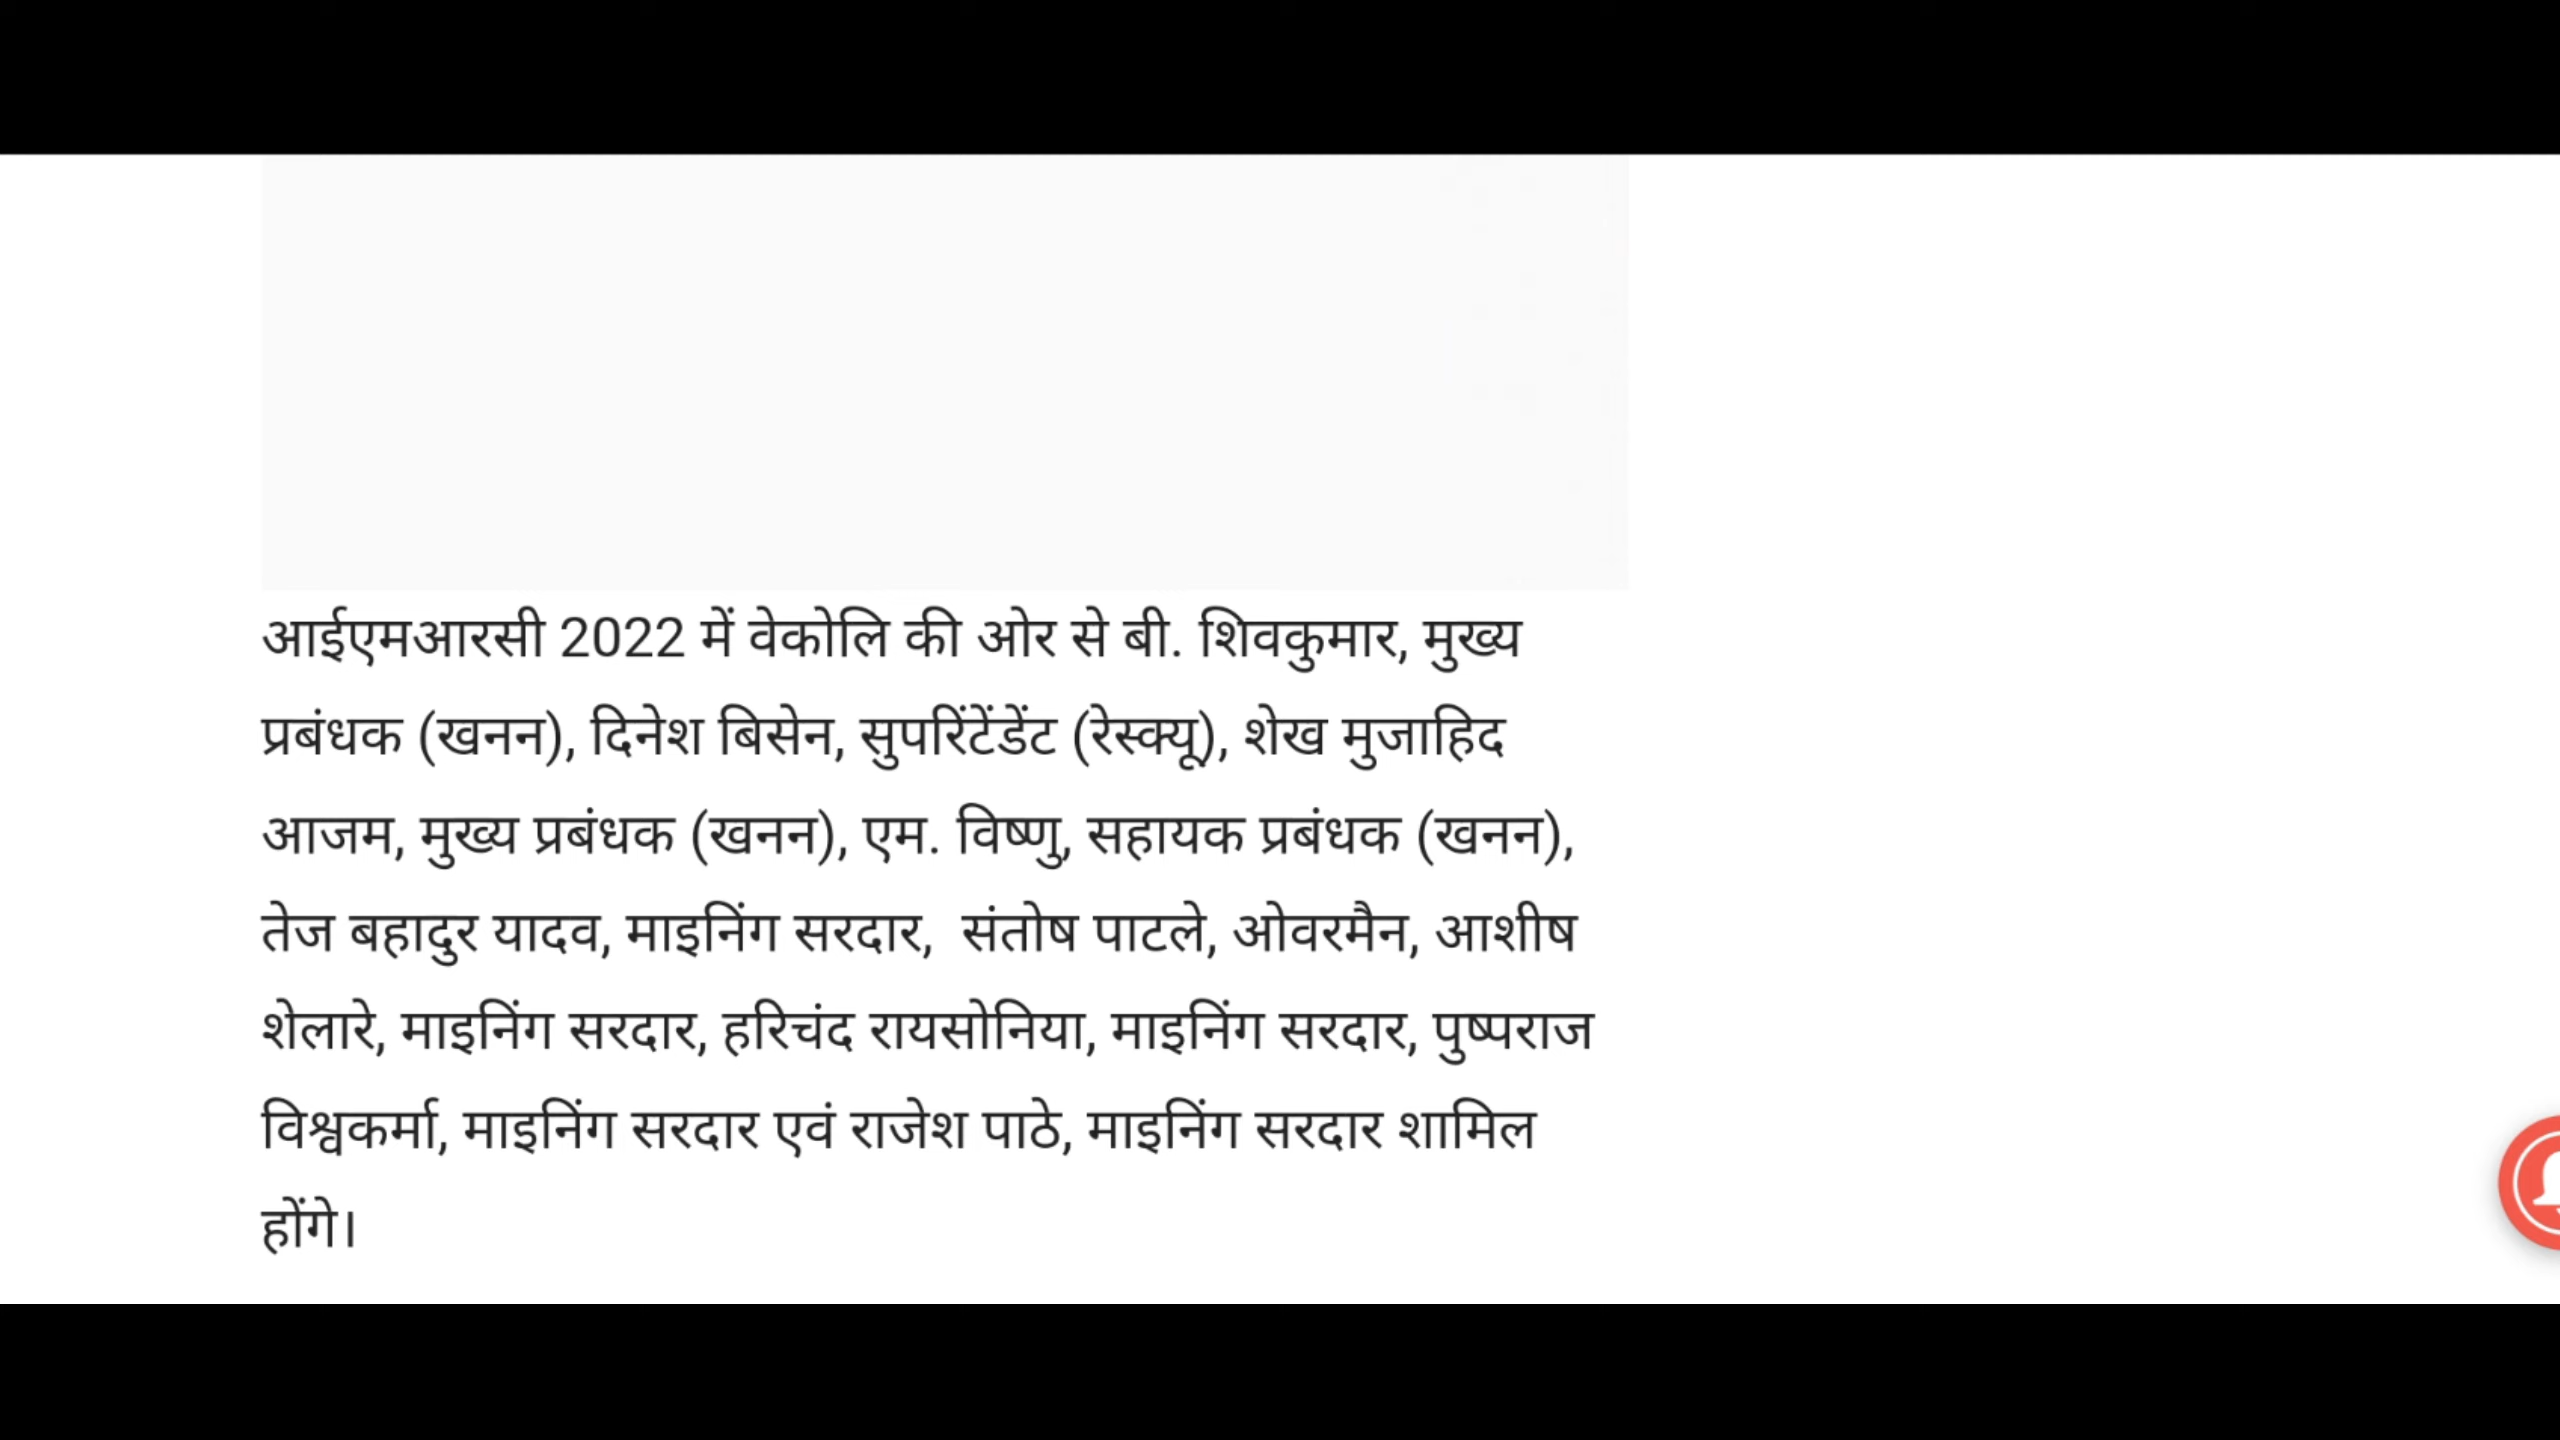 आईएमआरसी 2022 में वेकोलि की ओर से बी. शिवकुमार, मुख्य
प्रबंधक (खनन), दिनेश बिसेन, सुपरिंटेंडेंट (रेस्क्यू), शेख मुजाहिद
आजम, मुख्य प्रबंधक (खनन), एम. विष्णु, सहायक प्रबंधक (खनन),
तेज बहादुर यादव, माइनिंग सरदार,  संतोष पाटले, ओवरमैन, आशीष
शेलारे, माइनिंग सरदार, हरिचंद रायसोनिया, माइनिंग सरदार, पुष्पराज
विश्वकर्मा, माइनिंग सरदार एवं राजेश पाठे, माइनिंग सरदार शामिल
होंगे।